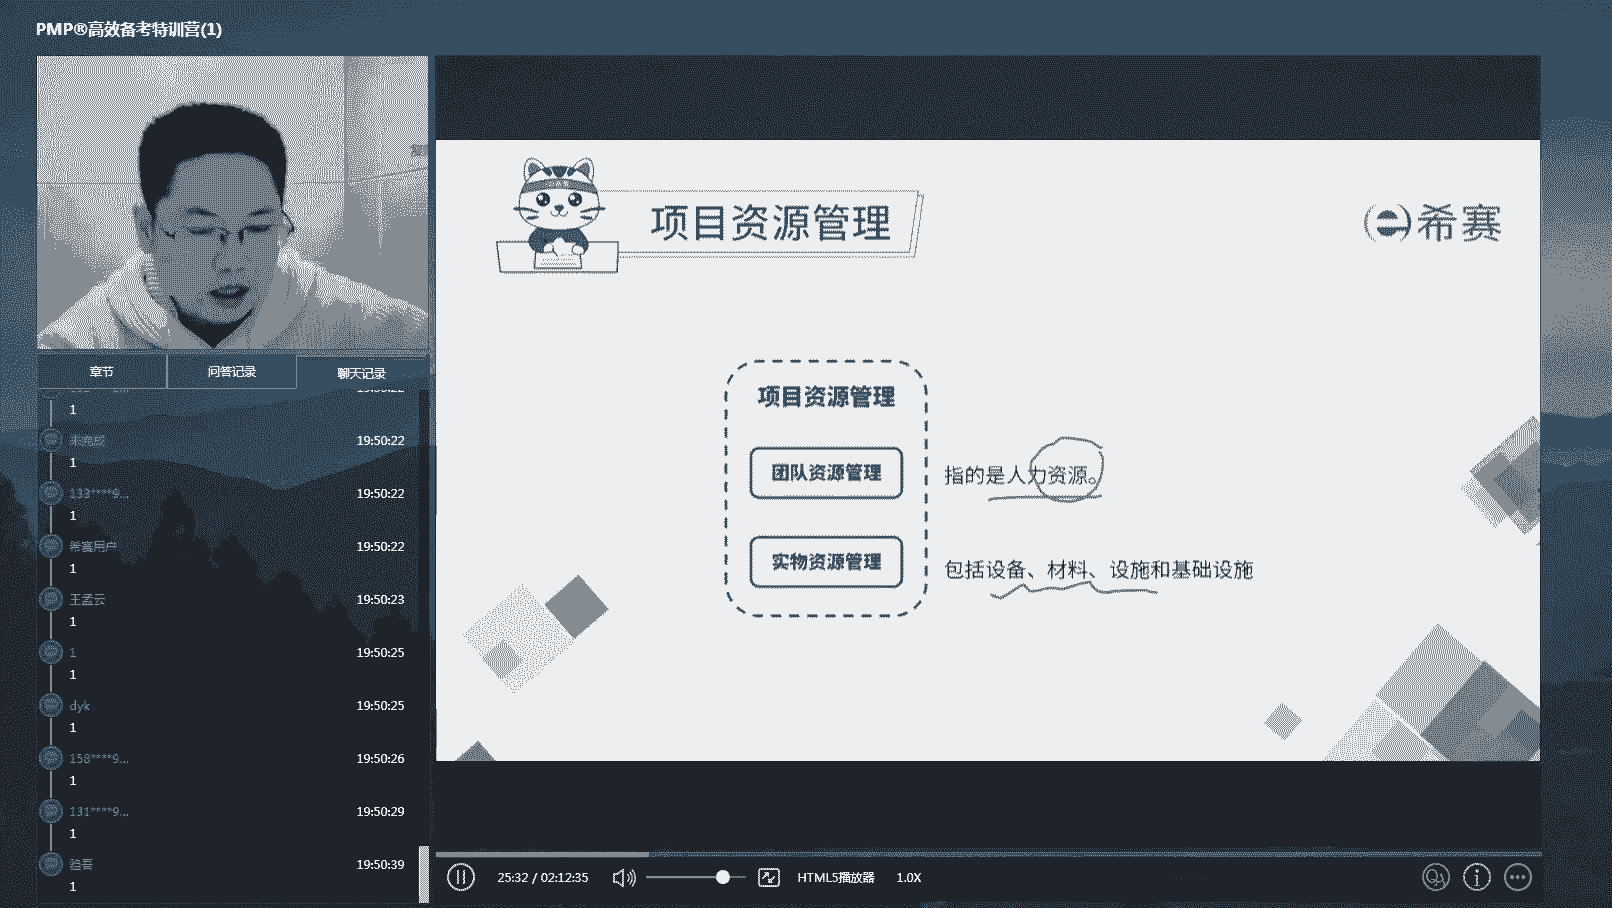 PMP®高效备考特训营(1)
章节
问答记录
聊天记录
1
未完成
19:50:22
1
133****9...
19:50:22
1
希赛用户
19:50:22
1
王孟云
19:50:23
1
1
19:50:25
1
dyk
19:50:25
1
158****9...
19:50:26
1
131****9...
19:50:29
1
19:50:39
1
项目资源管理
希赛
项目资源管理
团队资源管理
指的是人力资源。
实物资源管理
包括设备、材料、设施和基础设施
25:32 / 02:12:35
HTML5播放器
1.0X